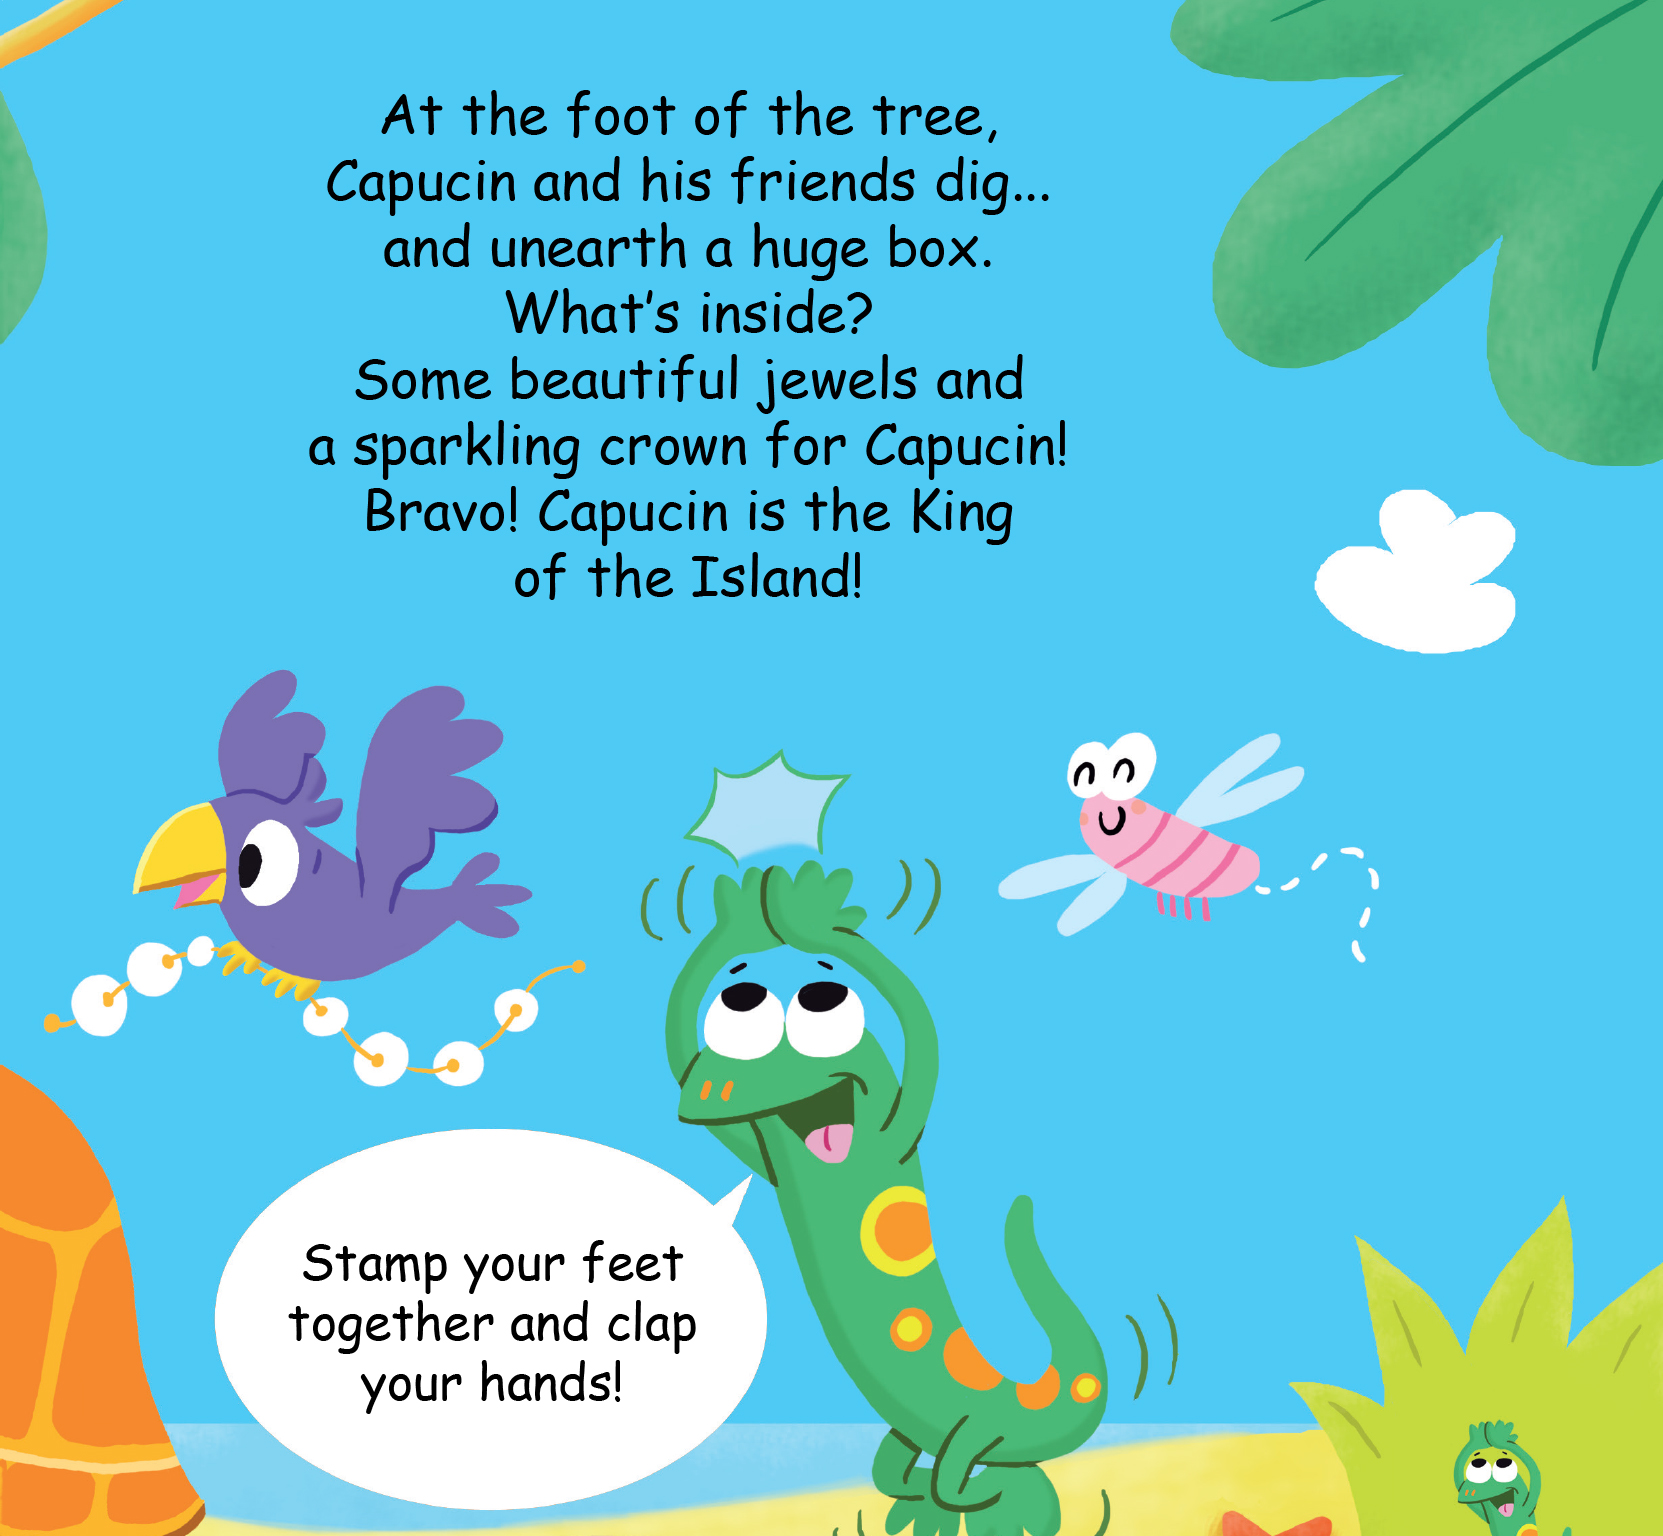 At the foot of the tree,
Capucin and his friends dig...
and unearth a huge box.
What's inside?
Some beautiful jewels and
a sparkling crown for Capucin!
Bravo! Capucin is the King
of the Island!
Stamp your feet
together and clap
your hands!